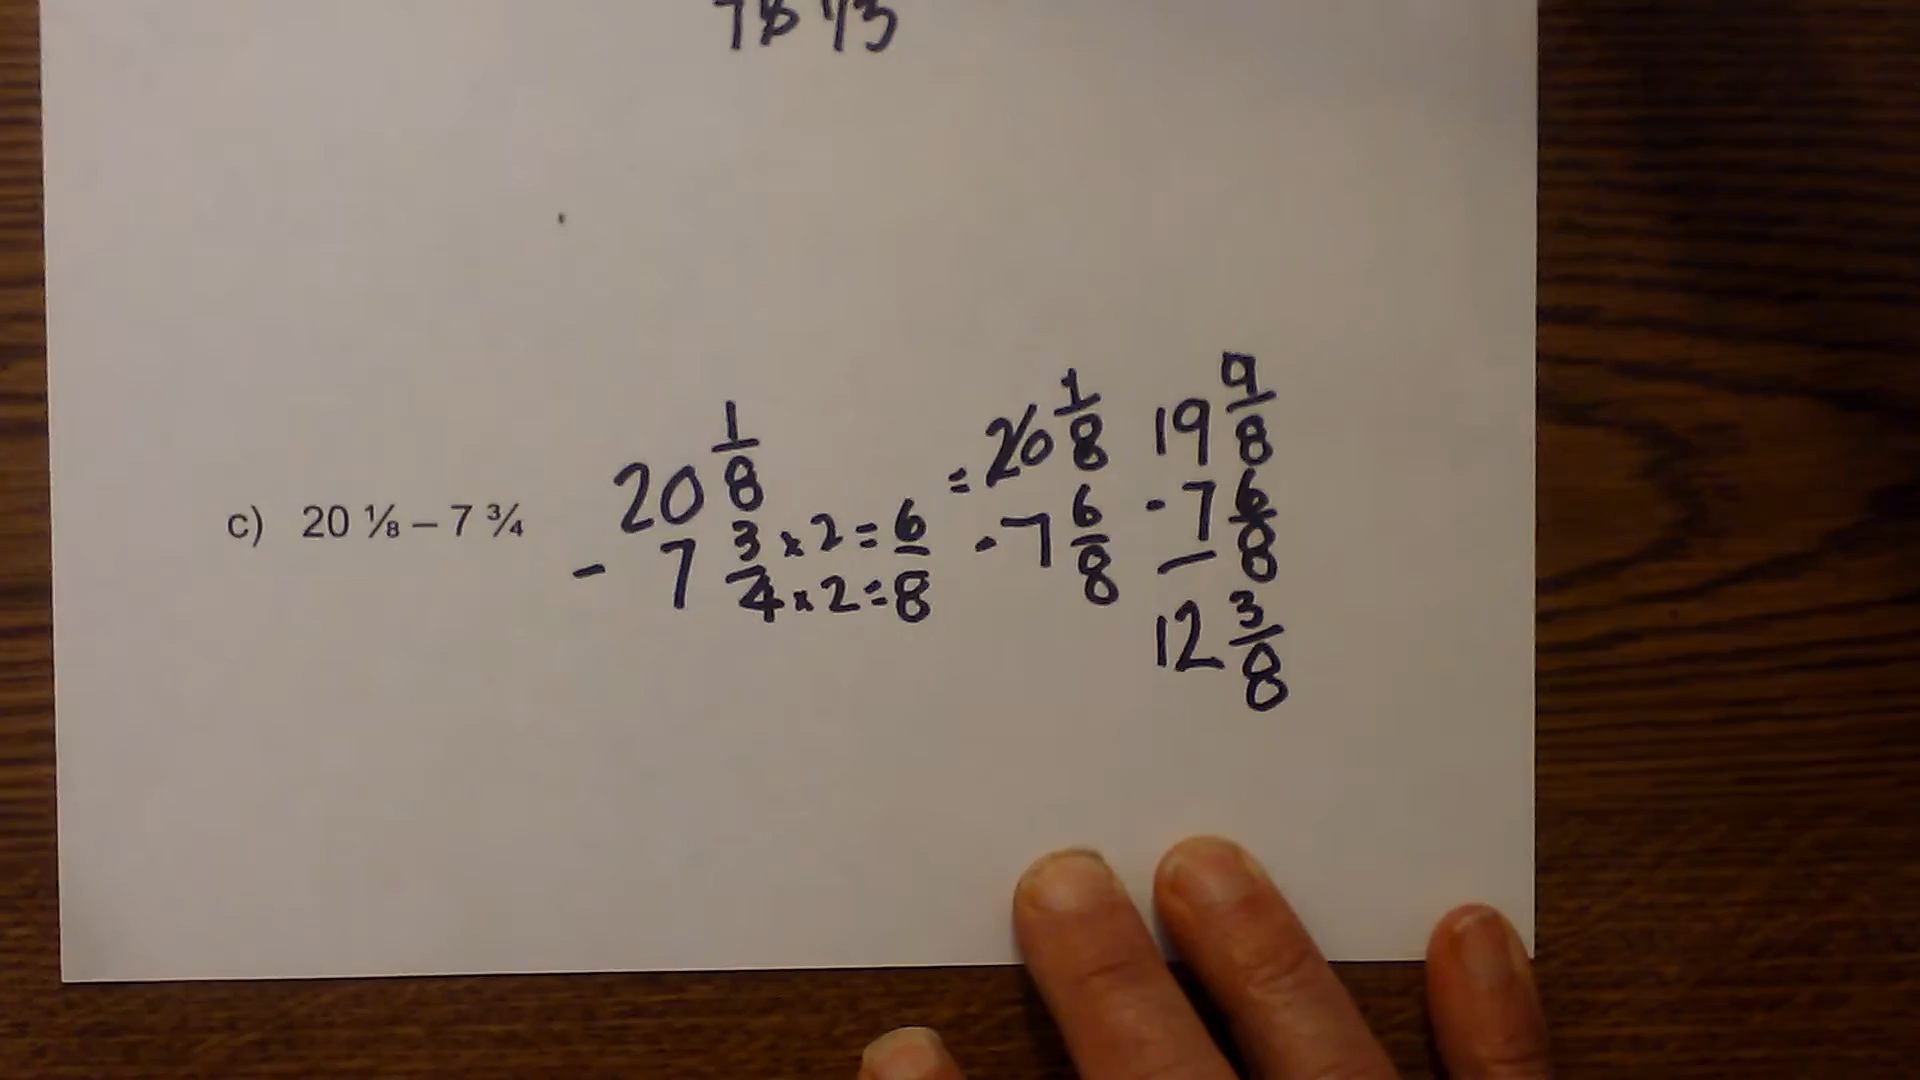 c) 20 ⅛ – 7 ¾
20 1/8
- 7 3/4 x 2 = 6 / x 2 = 8
= 20 1/8
- 7 6/8
19 9/8
- 7 6/8
12 3/8